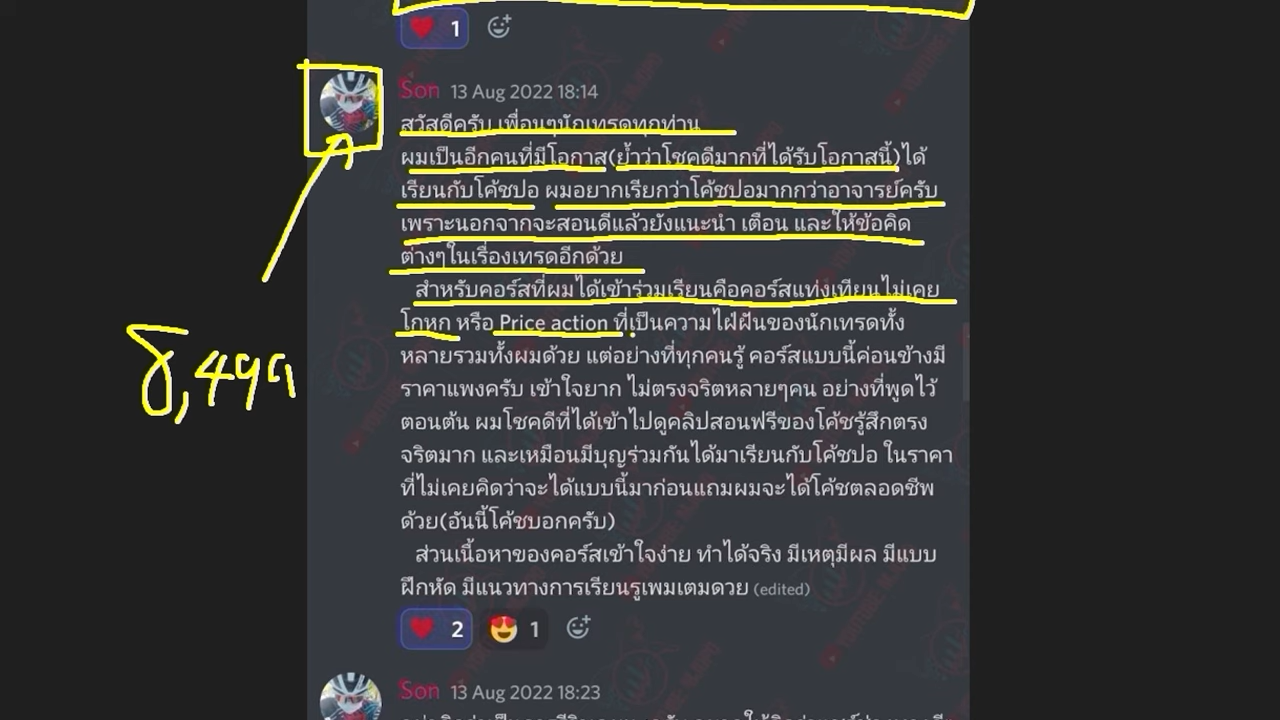 1
Son 13 Aug 2022 18:14
สวัสดีครับ เพื่อนๆนักเทรดทุกท่าน
ผมเป็นอีกคนที่มีโอกาส(ย้ำว่าโชคดีมากที่ได้รับโอกาสนี้)ได้
เรียนกับโค้ชปอ ผมอยากเรียกว่าโค้ชปอมากกว่าอาจารย์ครับ
เพราะนอกจากจะสอนดีแล้วยังแนะนำ เตือน และให้ข้อคิด
ต่างๆในเรื่องเทรดอีกด้วย
สำหรับคอร์สที่ผมได้เข้าร่วมเรียนคือคอร์สแท่งเทียนไม่เคย
โกหก หรือ Price action ที่เป็นความไฝ่ฝันของนักเทรดทั้ง
หลายรวมทั้งผมด้วย แต่อย่างที่ทุกคนรู้ คอร์สแบบนี้ค่อนข้างมี
ราคาแพงครับ เข้าใจยาก ไม่ตรงจริตหลายๆคน อย่างที่พูดไว้
ตอนต้น ผมโชคดีที่ได้เข้าไปดูคลิปสอนฟรีของโค้ชรู้สึกตรง
จริตมาก และเหมือนมีบุญร่วมกันได้มาเรียนกับโค้ชปอ ในราคา
ที่ไม่เคยคิดว่าจะได้แบบนี้มาก่อนแถมผมจะได้โค้ชตลอดชีพ
ด้วย(อันนี้โค้ชบอกครับ)
ส่วนเนื้อหาของคอร์สเข้าใจง่าย ทำได้จริง มีเหตุมีผล มีแบบ
ฝึกหัด มีแนวทางการเรียนรู้เพิ่มเติมด้วย (edited)
2 1
Son 13 Aug 2022 18:23